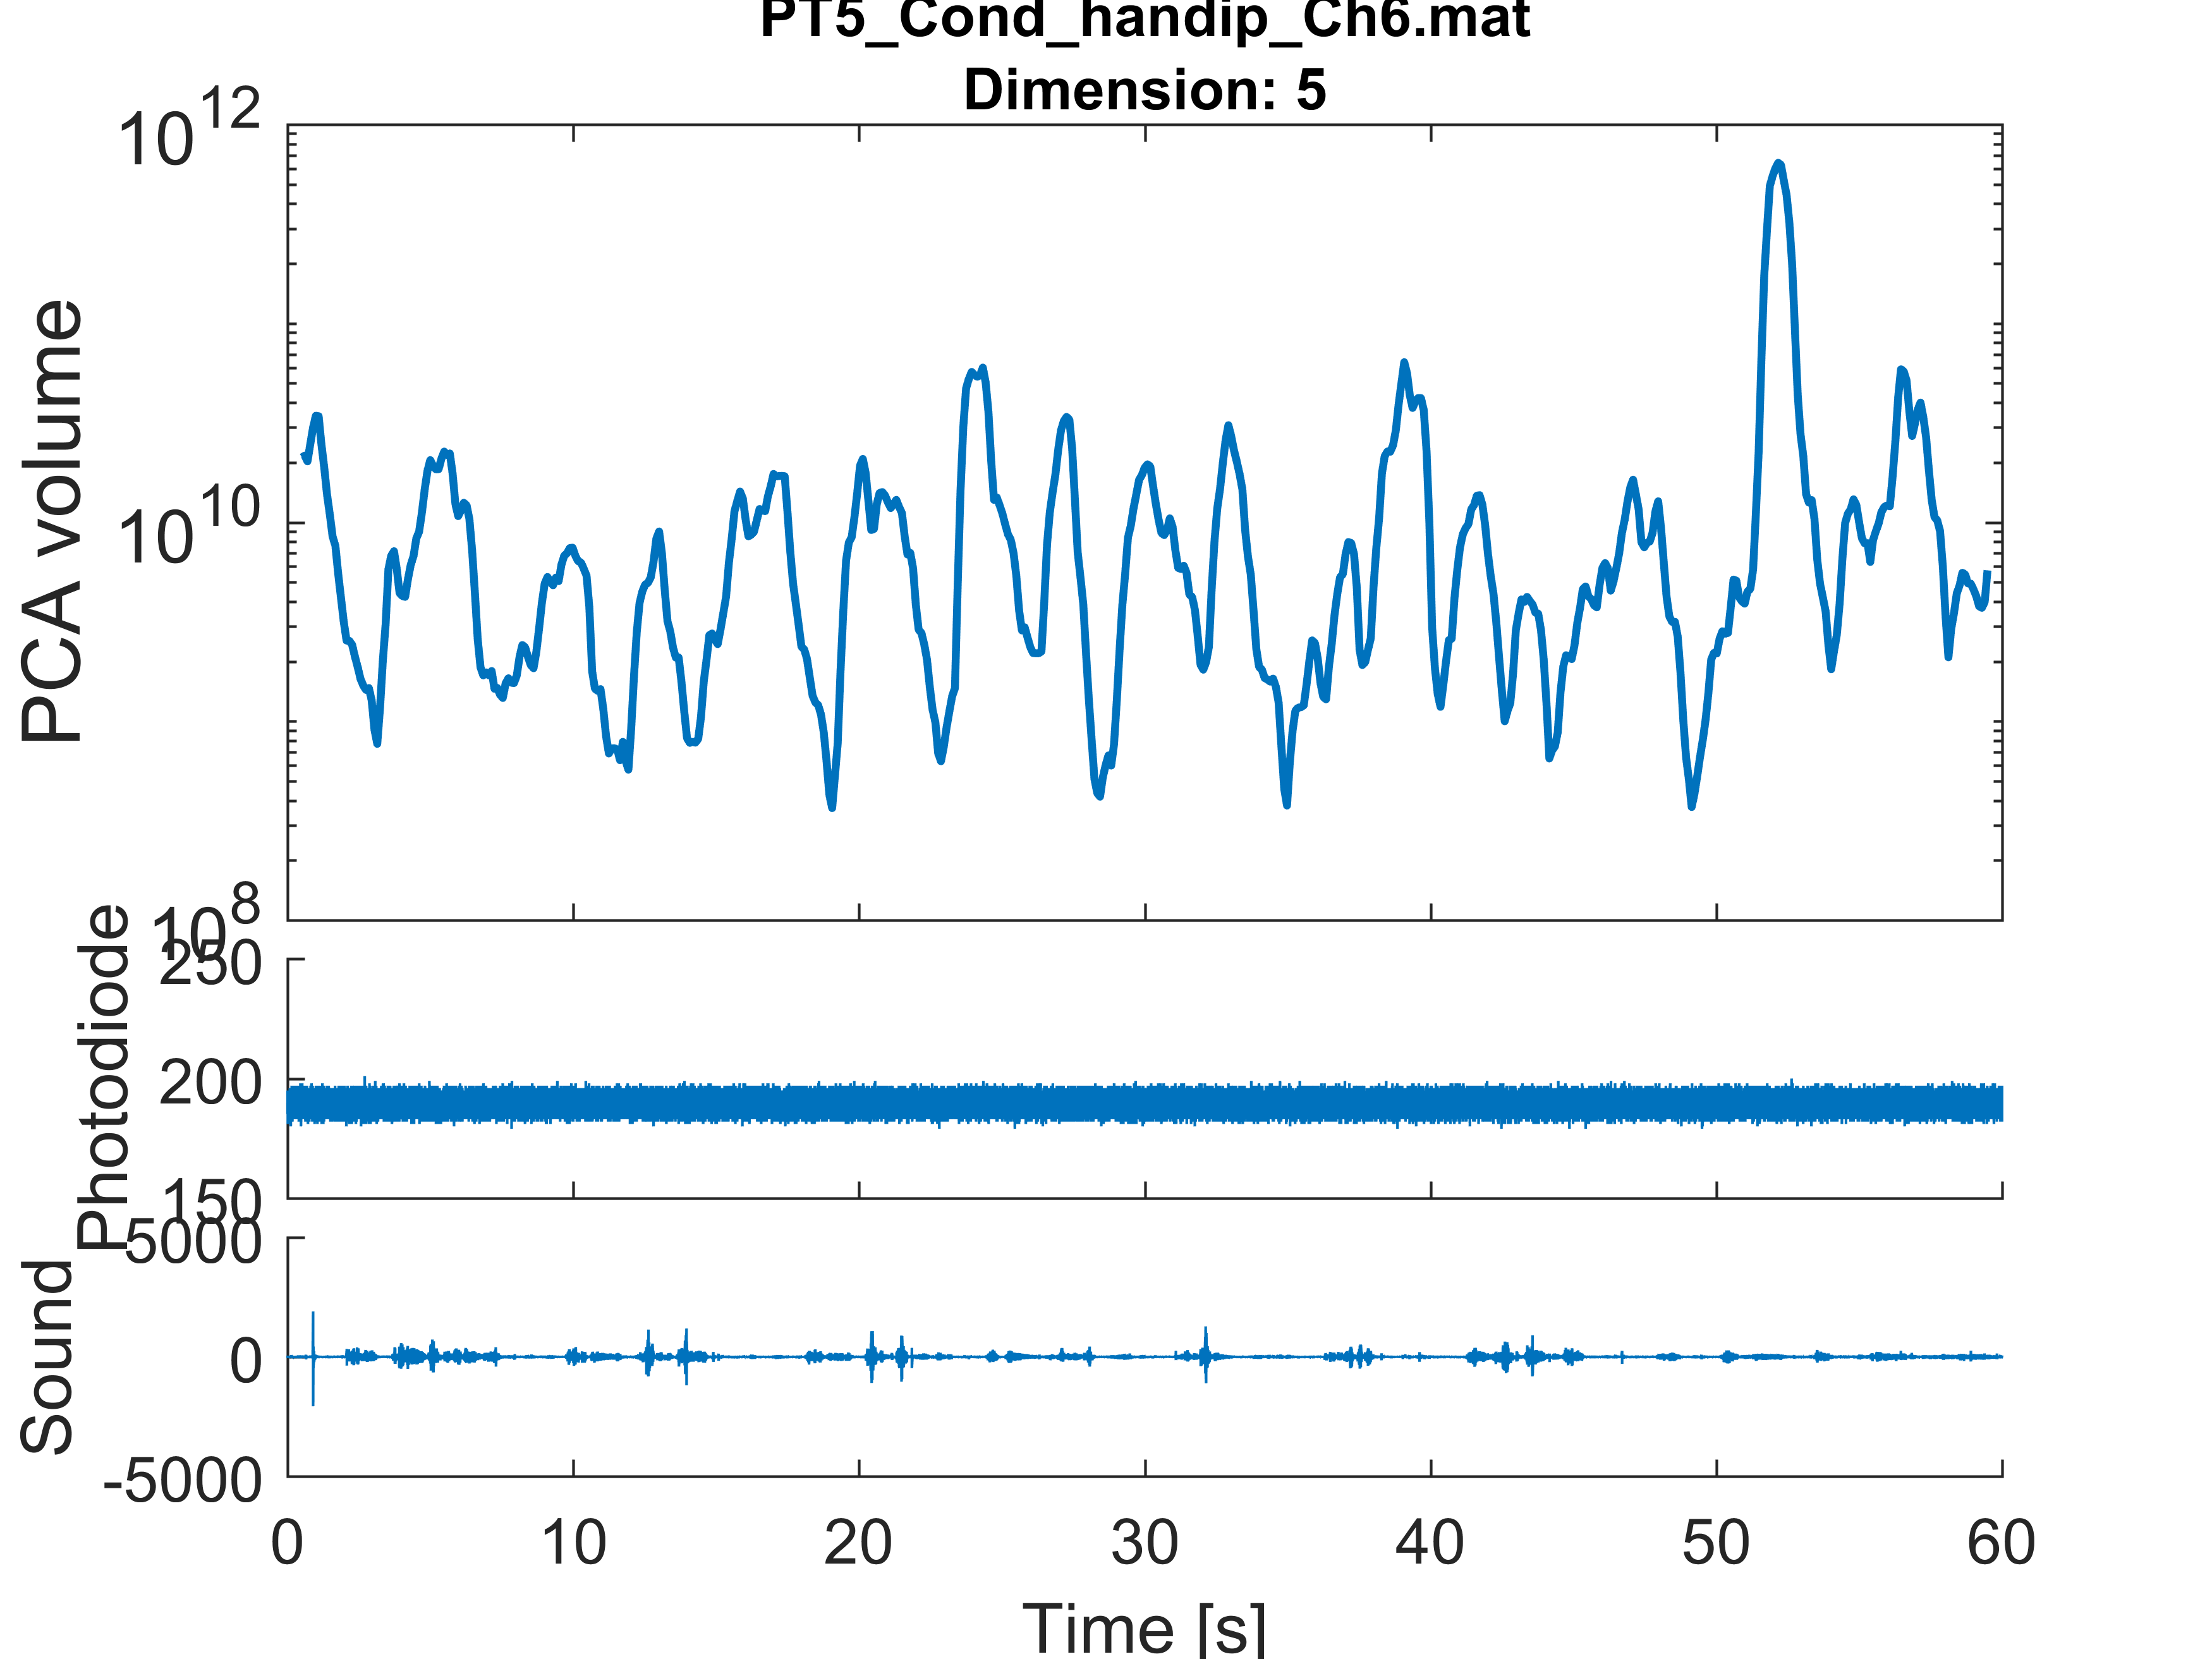 PT5_Cond_handip_Ch6.mat
Dimension: 5
PCA volume
10^12
10^10
10^8
Photodiode
250
200
150
Sound
5000
0
-5000
0 10 20 30 40 50 60
Time [s]